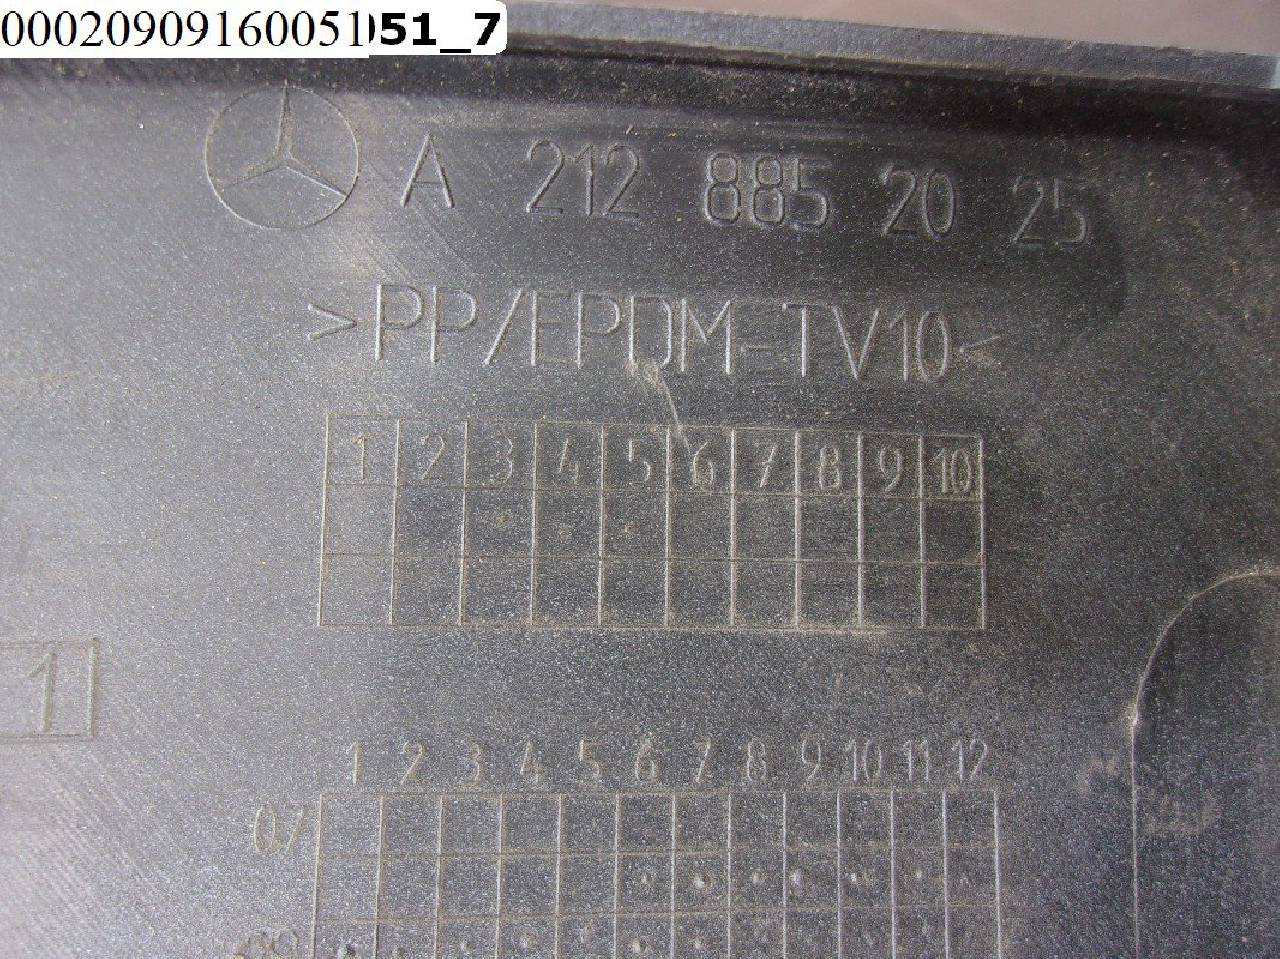 00020909160051051_7
A 212 885 20 25
>PP/EPDM-TV10<
1 2 3 4 5 6 7 8 9 10
1
1 2 3 4 5 6 7 8 9 10 11 12
07